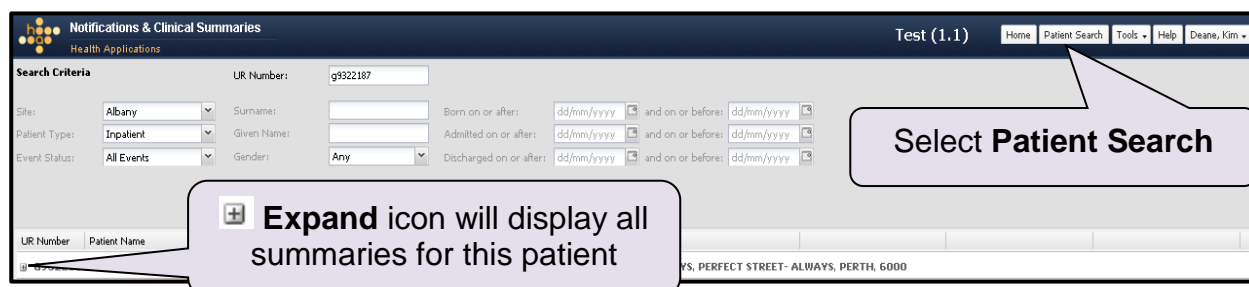 Notifications & Clinical Summaries
Health Applications
Test (1.1)
Home Patient Search Tools Help Deane, Kim
Search Criteria UR Number: g9322187
Site: Albany Surname: Born on or after: dd/mm/yyyy and on or before: dd/mm/yyyy
Patient Type: Inpatient Given Name: Admitted on or after: dd/mm/yyyy and on or before: dd/mm/yyyy
Event Status: All Events Gender: Any Discharged on or after: dd/mm/yyyy and on or before: dd/mm/yyyy
Select Patient Search
Expand icon will display all
summaries for this patient
UR Number Patient Name
PERFECT STREET- ALWAYS, PERTH, 6000